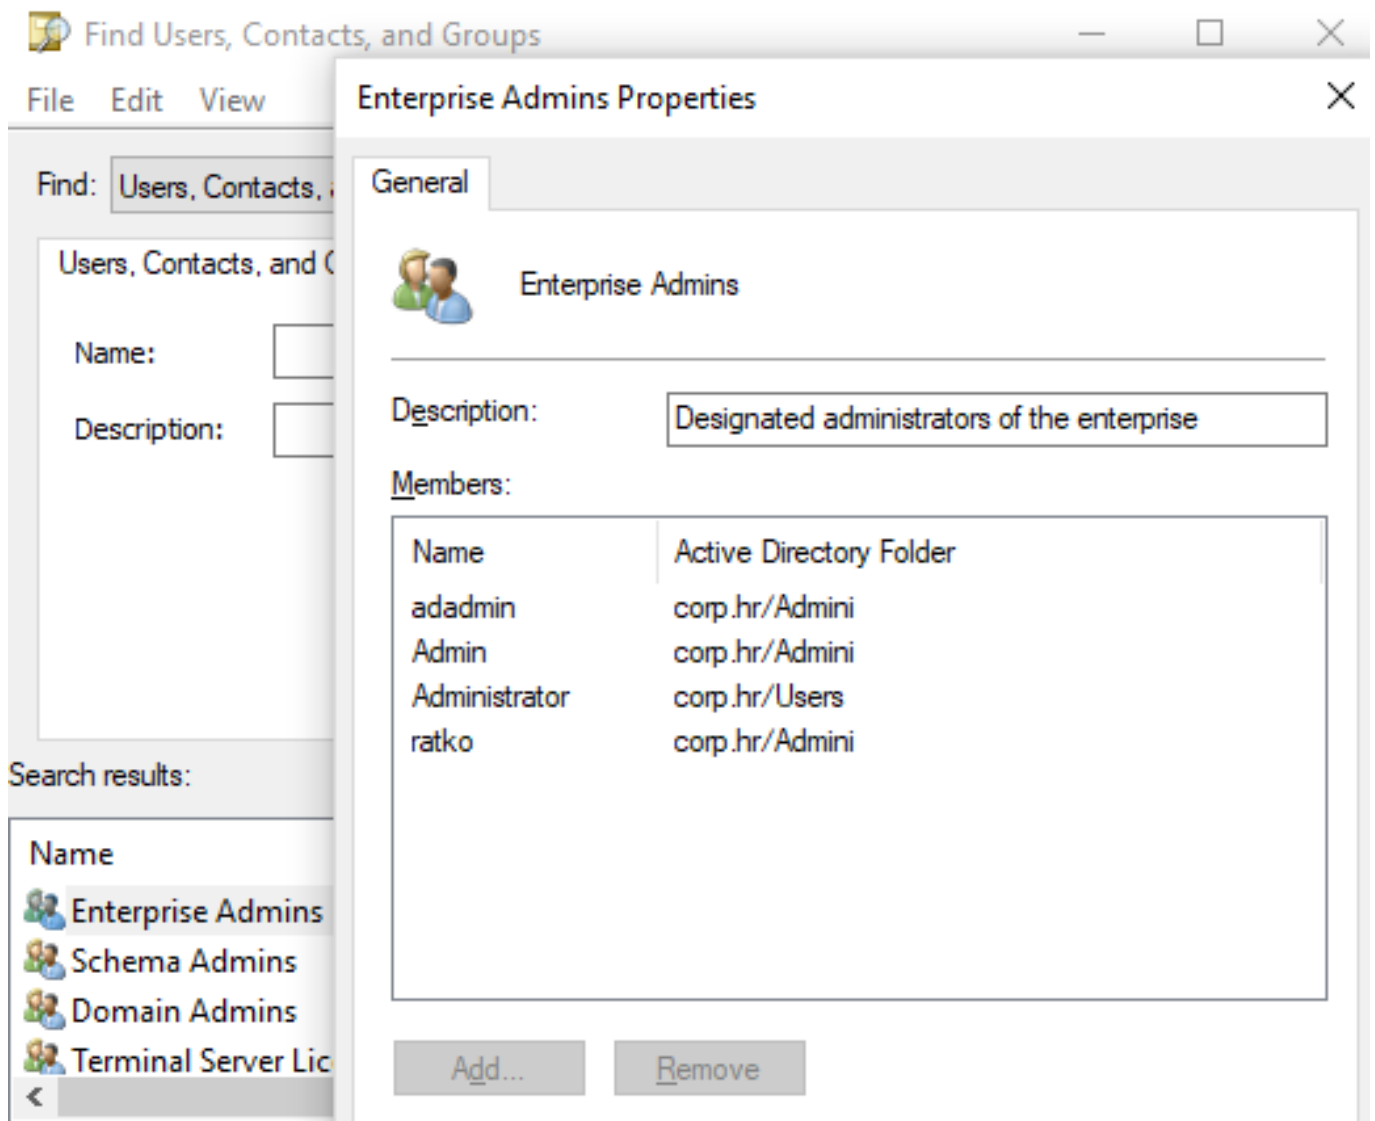 Find Users, Contacts, and Groups
File Edit View
Enterprise Admins Properties
Find: Users, Contacts,
General
Users, Contacts, and
Enterprise Admins
Name:
Description:
Description: Designated administrators of the enterprise
Members:
Name Active Directory Folder
adadmin corp.hr/Admini
Admin corp.hr/Admini
Administrator corp.hr/Users
ratko corp.hr/Admini
Search results:
Name
Enterprise Admins
Schema Admins
Domain Admins
Terminal Server Lic
Add... Remove